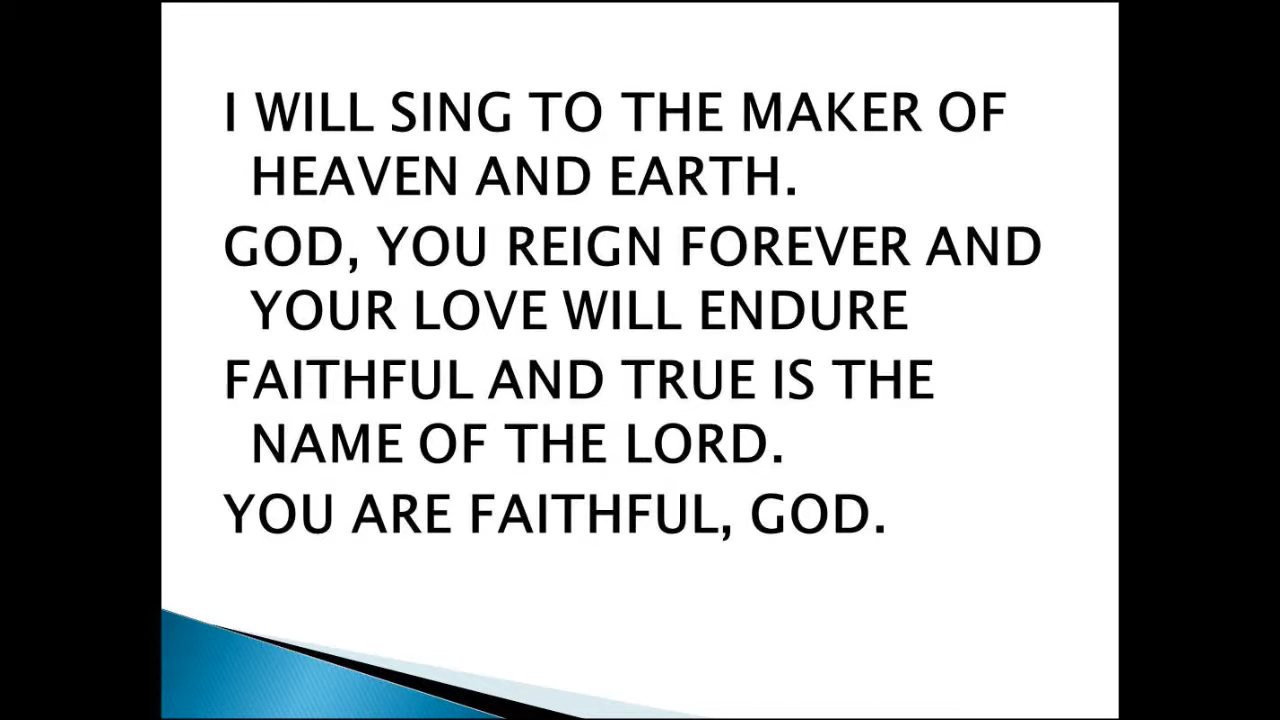 I WILL SING TO THE MAKER OF
HEAVEN AND EARTH.
GOD, YOU REIGN FOREVER AND
YOUR LOVE WILL ENDURE
FAITHFUL AND TRUE IS THE
NAME OF THE LORD.
YOU ARE FAITHFUL, GOD.